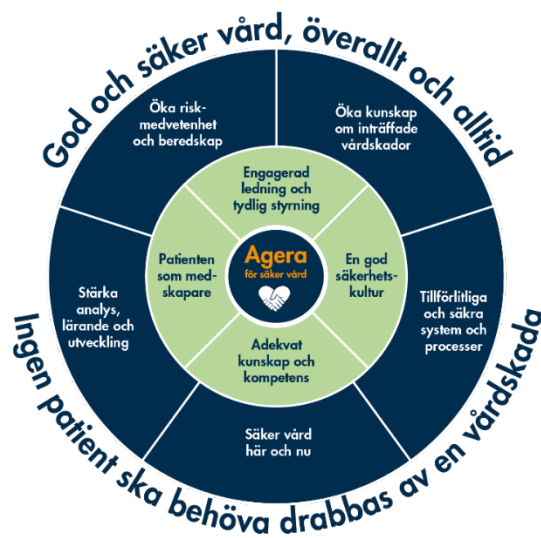 God och säker vård, överallt och alltid
Öka risk-
medvetenhet
och beredskap
Öka kunskap
om inträffade
vårdskador
Engagerad
ledning och
tydlig styrning
Patienten
som med-
skapare
Agera
för säker vård
En god
säkerhets-
kultur
Stärka
analys,
lärande och
utveckling
Tillförlitliga
och säkra
system och
processer
Adekvat
kunskap och
kompetens
Säker vård
här och nu
Ingen patient ska behöva drabbas av en vårdskada